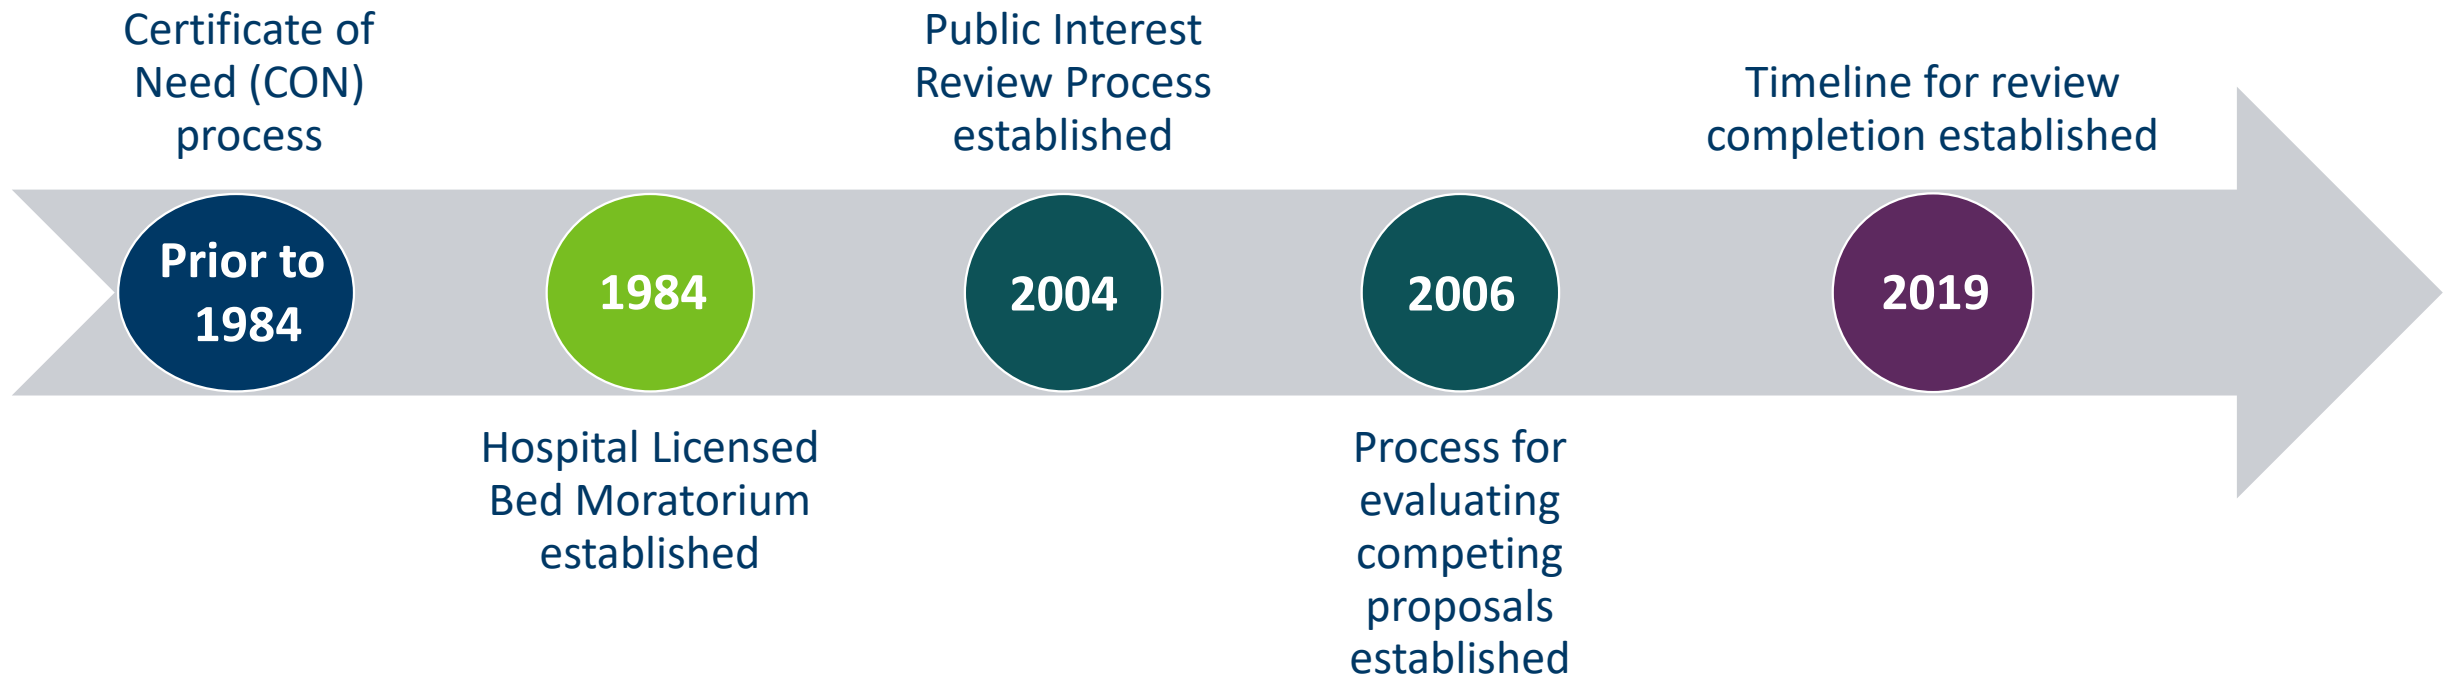 Certificate of
Need (CON)
process
Public Interest
Review Process
established
Timeline for review
completion established
Prior to
1984
1984
2004
2006
2019
Hospital Licensed
Bed Moratorium
established
Process for
evaluating
competing
proposals
established